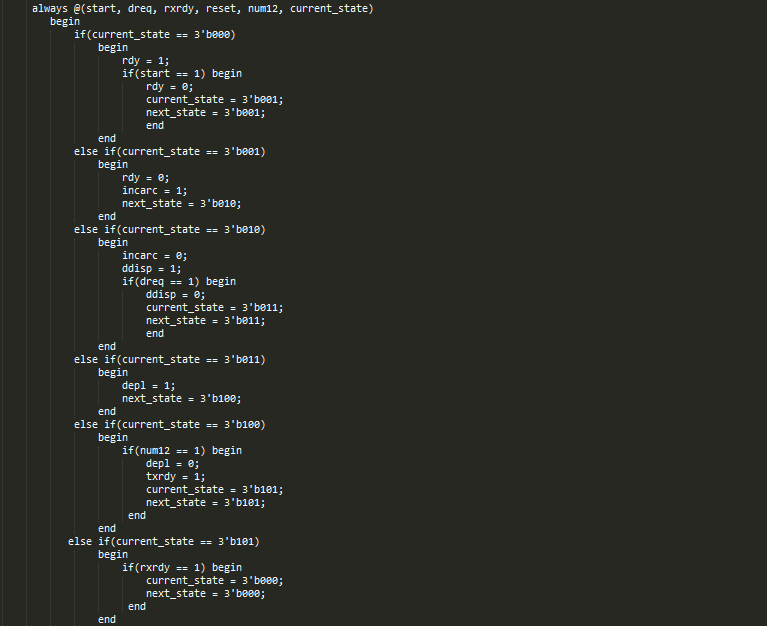 always @(start, dreq, rxrdy, reset, num12, current_state)
begin
if(current_state == 3'b000)
begin
rdy = 1;
if(start == 1) begin
rdy = 0;
current_state = 3'b001;
next_state = 3'b001;
end
end
else if(current_state == 3'b001)
begin
rdy = 0;
incarc = 1;
next_state = 3'b010;
end
else if(current_state == 3'b010)
begin
incarc = 0;
ddisp = 1;
if(dreq == 1) begin
ddisp = 0;
current_state = 3'b011;
next_state = 3'b011;
end
end
else if(current_state == 3'b011)
begin
depl = 1;
next_state = 3'b100;
end
else if(current_state == 3'b100)
begin
if(num12 == 1) begin
depl = 0;
txrdy = 1;
current_state = 3'b101;
next_state = 3'b101;
end
end
else if(current_state == 3'b101)
begin
if(rxrdy == 1) begin
current_state = 3'b000;
next_state = 3'b000;
end
end